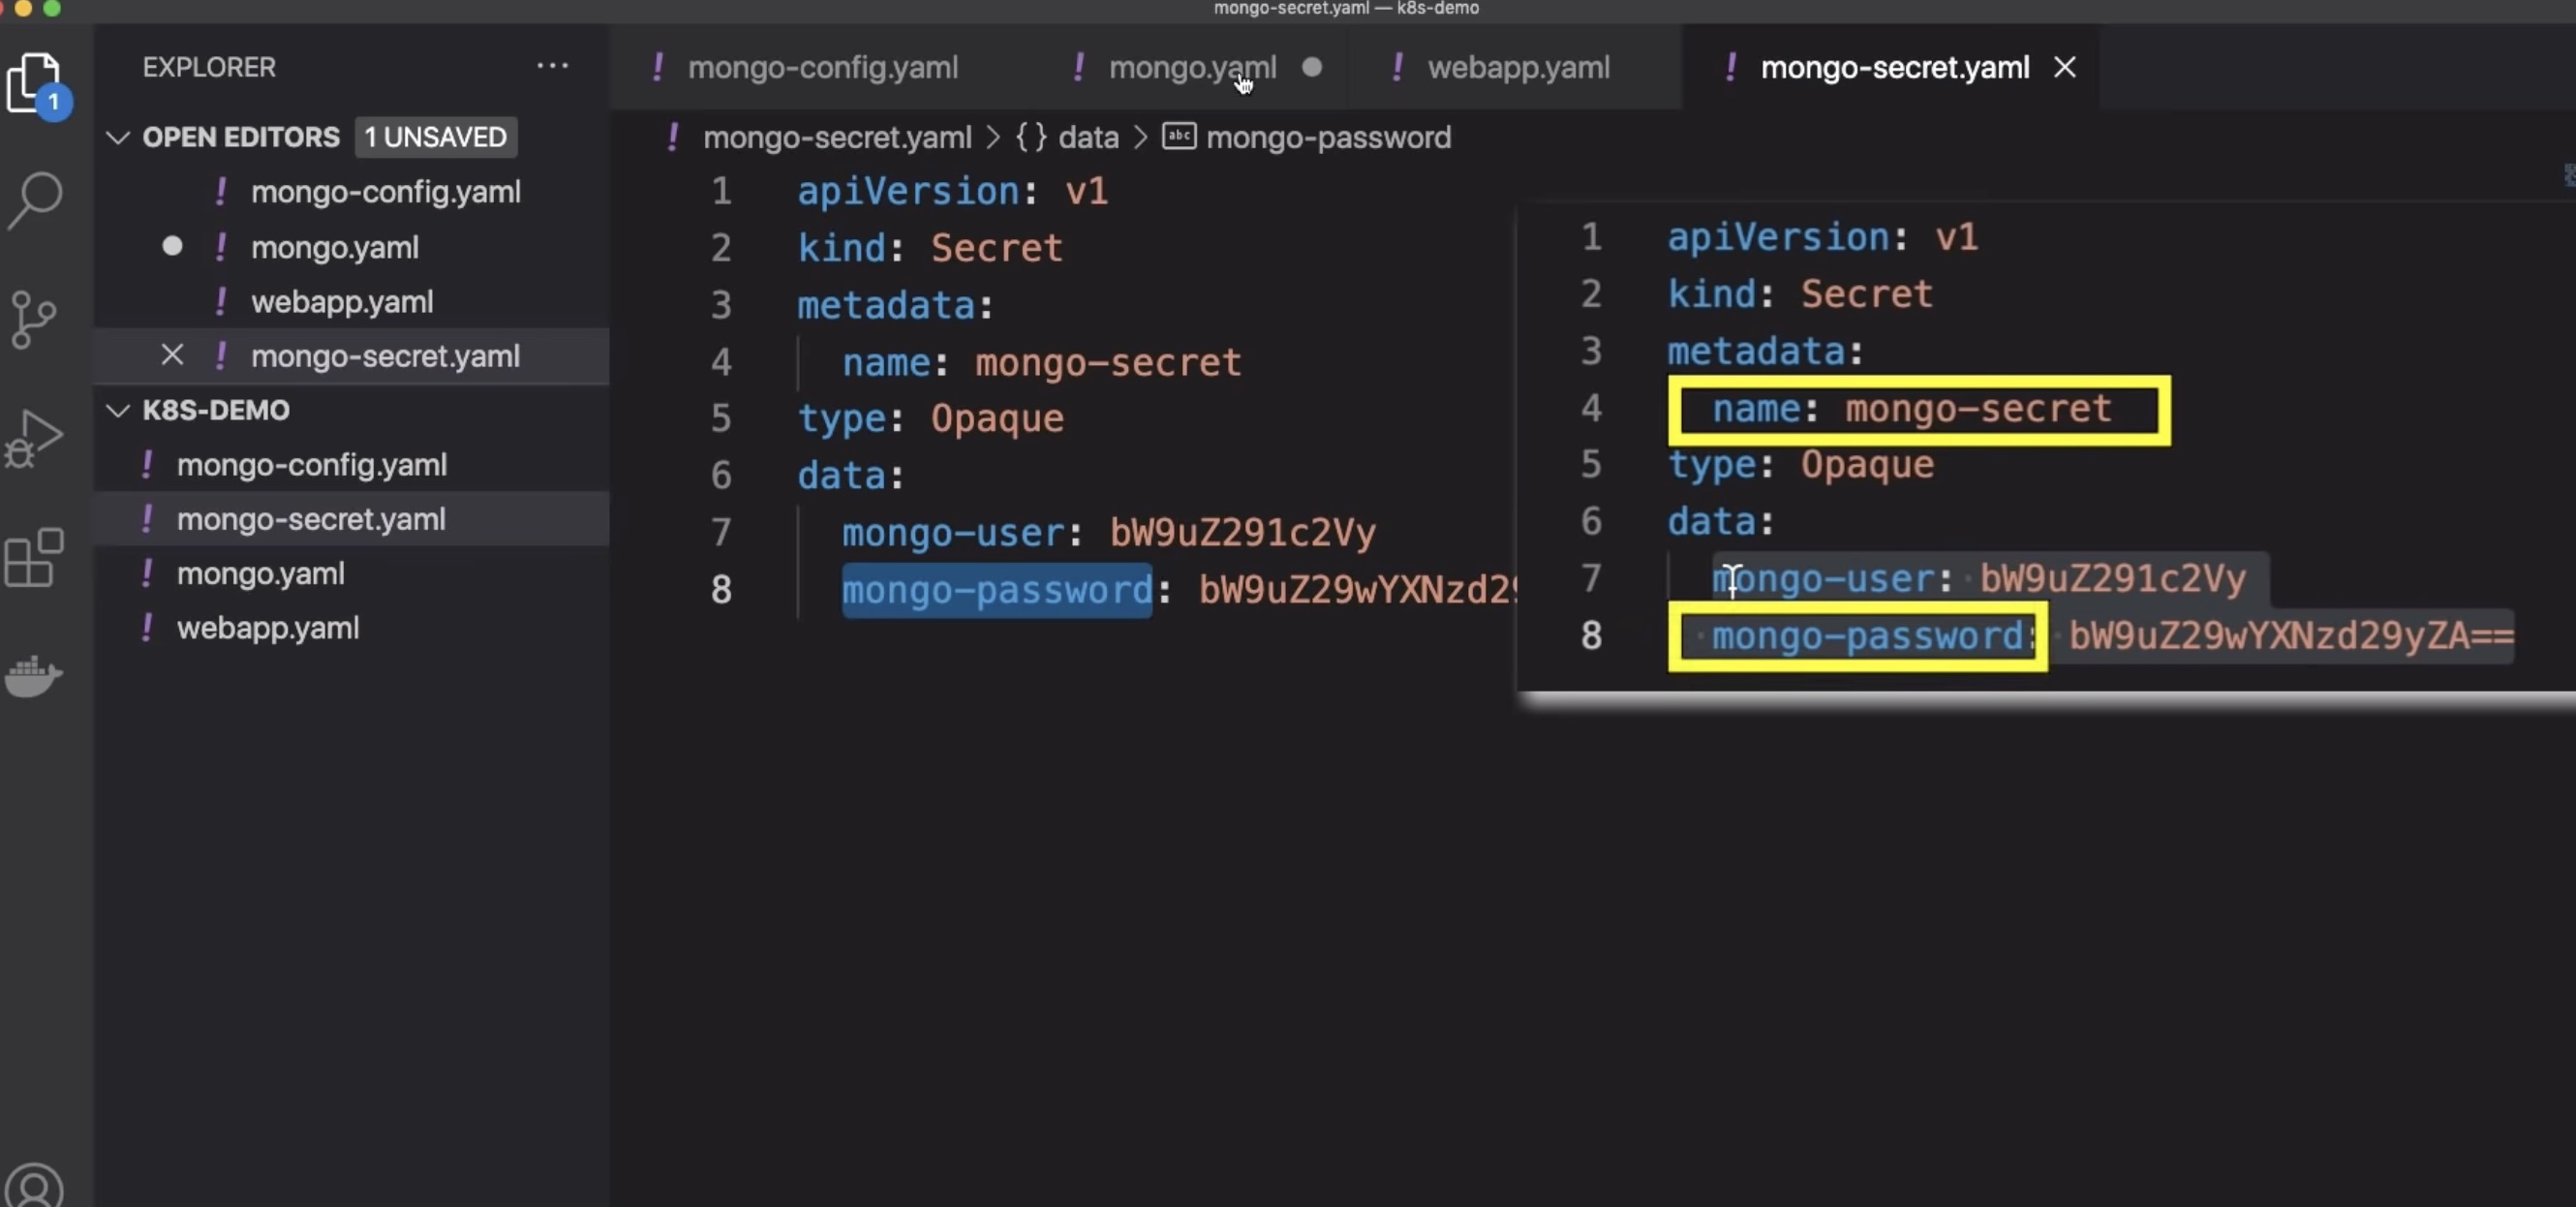 mongo-secret.yaml — k8s-demo
EXPLORER ...
! mongo-config.yaml ! mongo.yaml ! webapp.yaml ! mongo-secret.yaml
1
OPEN EDITORS 1 UNSAVED
! mongo-config.yaml
! mongo.yaml
! webapp.yaml
! mongo-secret.yaml
K8S-DEMO
! mongo-config.yaml
! mongo-secret.yaml
! mongo.yaml
! webapp.yaml
! mongo-secret.yaml > {} data > abc mongo-password
1 apiVersion: v1
2 kind: Secret
3 metadata:
4 name: mongo-secret
5 type: Opaque
6 data:
7 mongo-user: bW9uZ291c2Vy
8 mongo-password: bW9uZ29wYXNzd29
1 apiVersion: v1
2 kind: Secret
3 metadata:
4 name: mongo-secret
5 type: Opaque
6 data:
7 mongo-user: bW9uZ291c2Vy
8 mongo-password: bW9uZ29wYXNzd29yZA==